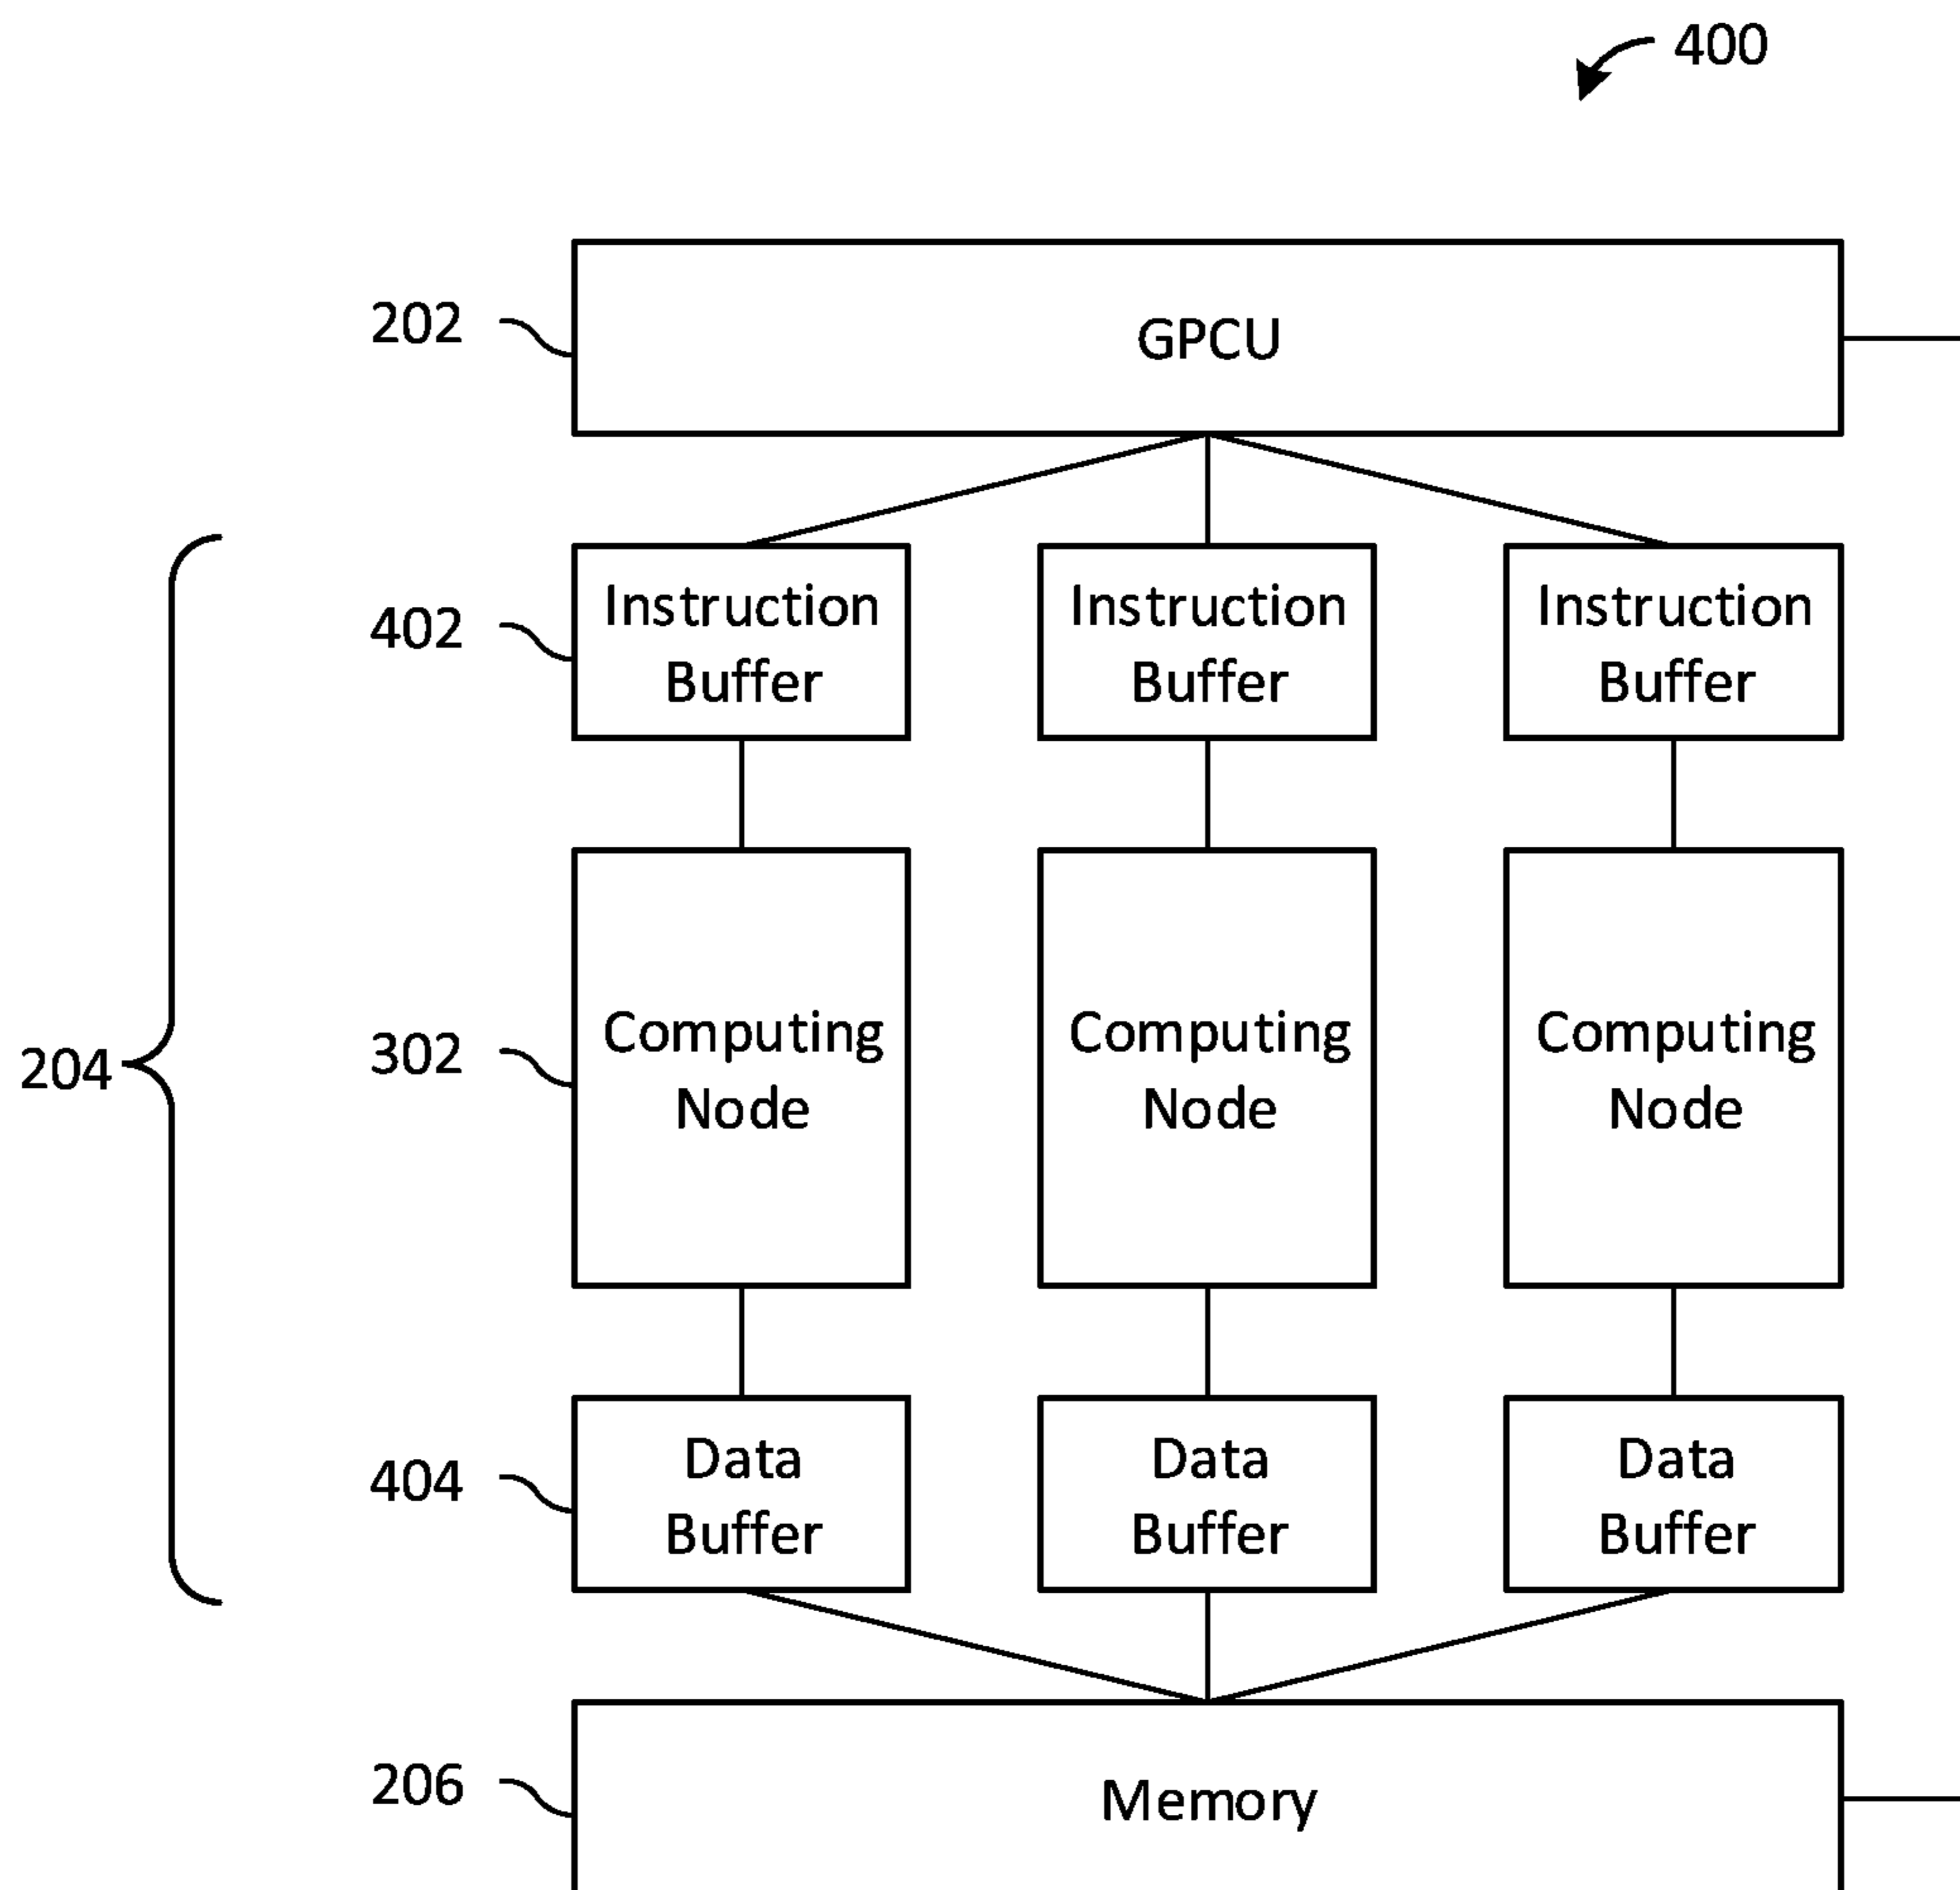 400
202
GPCU
402
Instruction
Buffer
Instruction
Buffer
Instruction
Buffer
204
302
Computing
Node
Computing
Node
Computing
Node
404
Data
Buffer
Data
Buffer
Data
Buffer
206
Memory